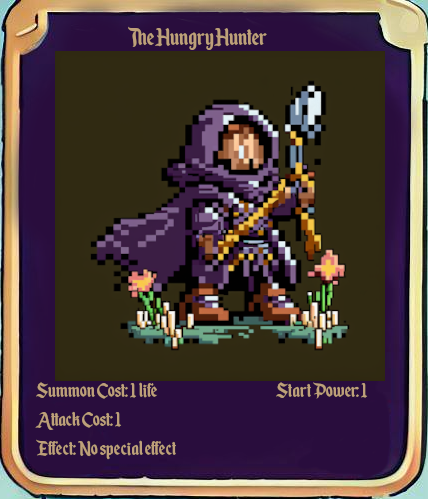 The Hungry Hunter
Summon Cost: 1 life
Start Power: 1
Attack Cost: 1
Effect: No special effect